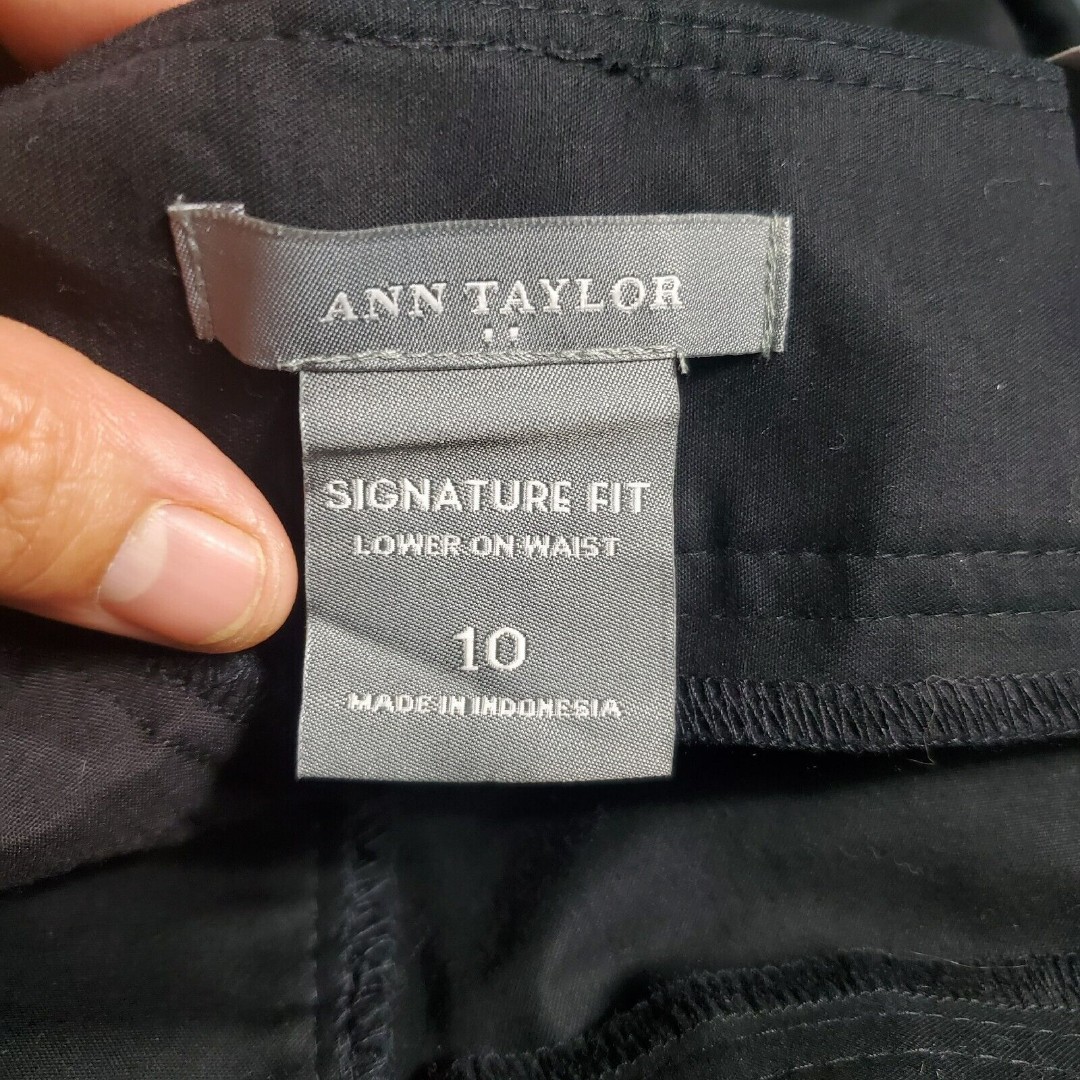 ANN TAYLOR
SIGNATURE FIT
LOWER ON WAIST
10
MADE IN INDONESIA